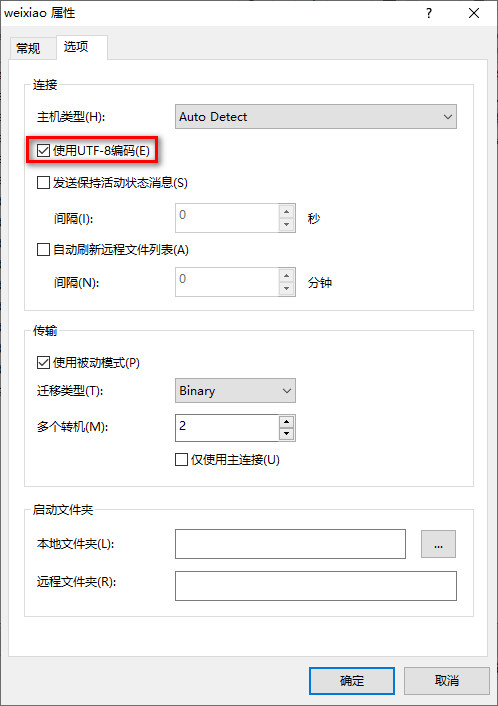 weixiao 属性
常规
选项
连接
主机类型(H):
Auto Detect
使用UTF-8编码(E)
发送保持活动状态消息(S)
间隔(I):
0
秒
自动刷新远程文件列表(A)
间隔(N):
0
分钟
传输
使用被动模式(P)
迁移类型(T):
Binary
多个转机(M):
2
仅使用主连接(U)
启动文件夹
本地文件夹(L):
...
远程文件夹(R):
确定
取消